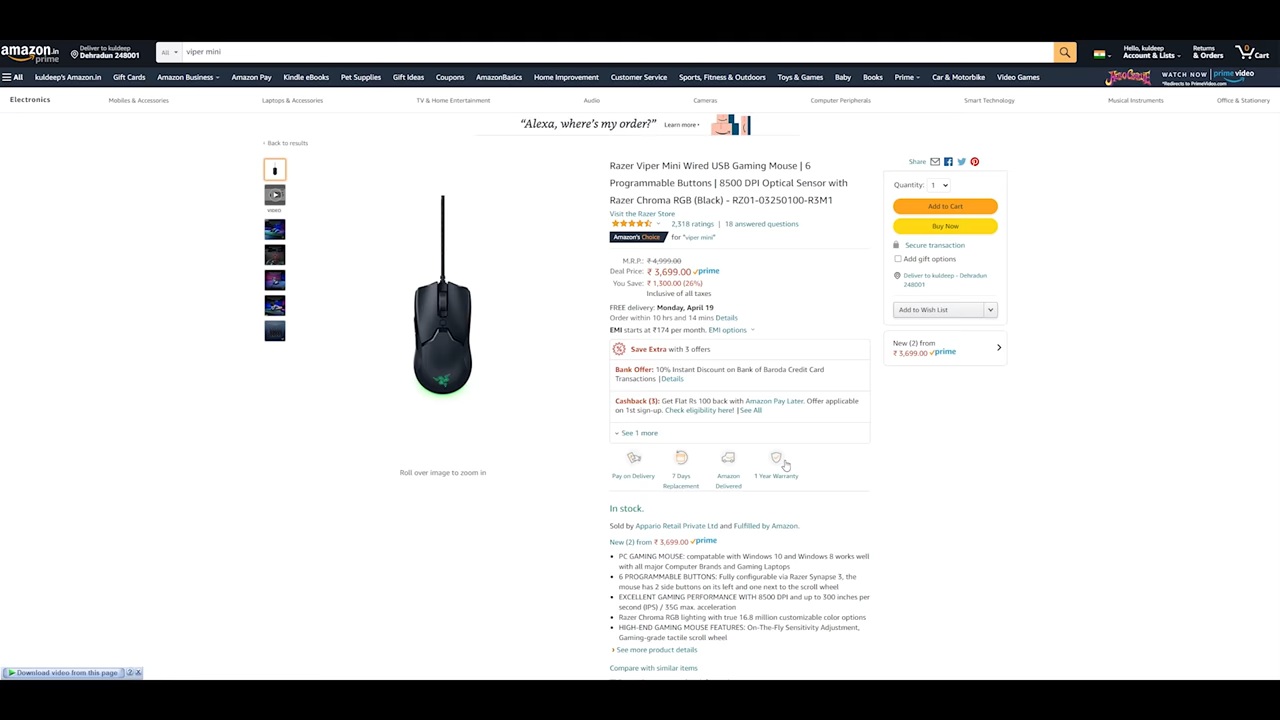 amazon.in
prime
Deliver to kuldeep
Dehradun 248001
All
viper mini
Hello, kuldeep
Account & Lists
Returns
& Orders
0
Cart
All
kuldeep's Amazon.in
Gift Cards
Amazon Business
Amazon Pay
Kindle eBooks
Pet Supplies
Gift Ideas
Coupons
AmazonBasics
Home Improvement
Customer Service
Sports, Fitness & Outdoors
Toys & Games
Baby
Books
Prime
Car & Motorbike
Video Games
WATCH NOW
prime video
*Redirects to PrimeVideo.com
Electronics
Mobiles & Accessories
Laptops & Accessories
TV & Home Entertainment
Audio
Cameras
Computer Peripherals
Smart Technology
Musical Instruments
Office & Stationery
“Alexa, where's my order?”
Learn more ›
‹ Back to results
VIDEO
Roll over image to zoom in
Razer Viper Mini Wired USB Gaming Mouse | 6
Programmable Buttons | 8500 DPI Optical Sensor with
Razer Chroma RGB (Black) - RZ01-03250100-R3M1
Visit the Razer Store
2,318 ratings | 18 answered questions
Amazon's Choice for "viper mini"
M.R.P.: ₹ 4,999.00
Deal Price: ₹ 3,699.00 prime
You Save: ₹ 1,300.00 (26%)
Inclusive of all taxes
FREE delivery: Monday, April 19
Order within 10 hrs and 14 mins Details
EMI starts at ₹174 per month. EMI options
Save Extra with 3 offers
Bank Offer: 10% Instant Discount on Bank of Baroda Credit Card
Transactions |Details
Cashback (3): Get Flat Rs 100 back with Amazon Pay Later. Offer applicable
on 1st sign-up. Check eligibility here! |See All
See 1 more
Pay on Delivery
7 Days
Replacement
Amazon
Delivered
1 Year Warranty
In stock.
Sold by Appario Retail Private Ltd and Fulfilled by Amazon.
New (2) from ₹ 3,699.00 prime
• PC GAMING MOUSE: compatable with Windows 10 and Windows 8 works well
with all major Computer Brands and Gaming Laptops
• 6 PROGRAMMABLE BUTTONS: Fully configurable via Razer Synapse 3, the
mouse has 2 side buttons on its left and one next to the scroll wheel
• EXCELLENT GAMING PERFORMANCE WITH 8500 DPI and up to 300 inches per
second (IPS) / 35G max. acceleration
• Razer Chroma RGB lighting with true 16.8 million customizable color options
• HIGH-END GAMING MOUSE FEATURES: On-The-Fly Sensitivity Adjustment,
Gaming-grade tactile scroll wheel
› See more product details
Compare with similar items
Share
Quantity: 1
Add to Cart
Buy Now
Secure transaction
Add gift options
Deliver to kuldeep - Dehradun
248001
Add to Wish List
New (2) from
₹ 3,699.00 prime
Download video from this page ? X